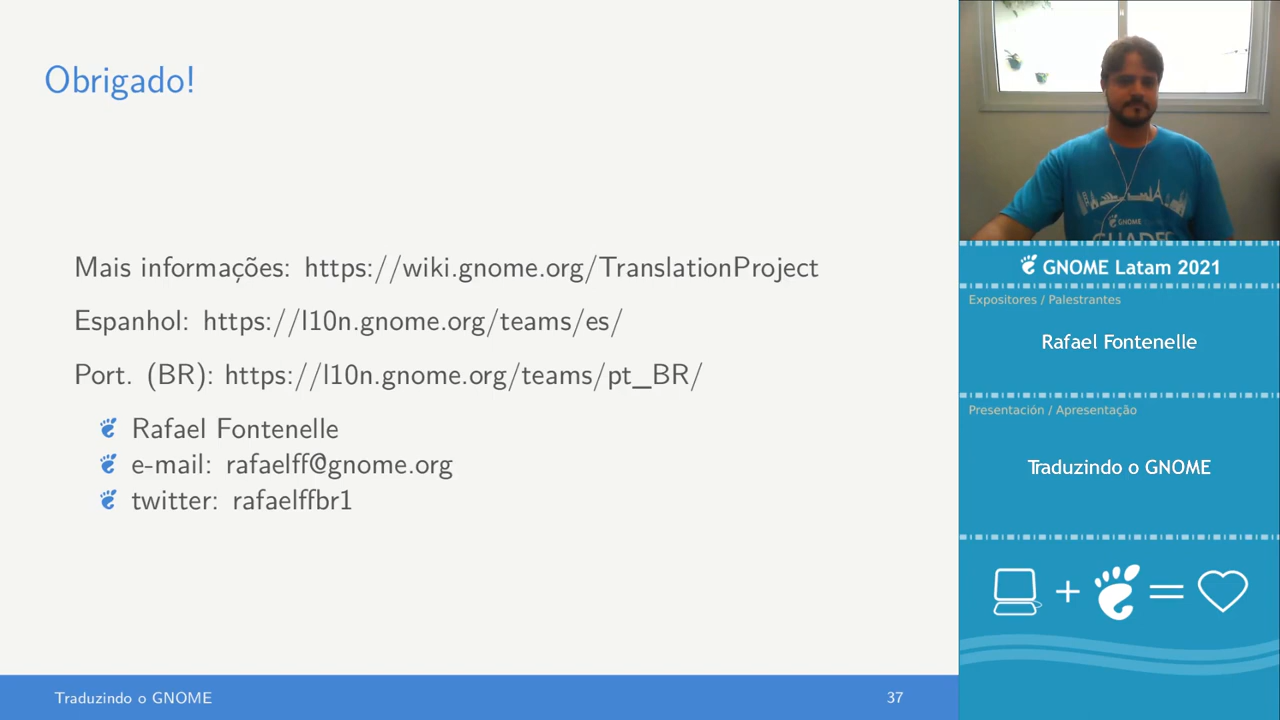 Obrigado!
Mais informações: https://wiki.gnome.org/TranslationProject
Espanhol: https://l10n.gnome.org/teams/es/
Port. (BR): https://l10n.gnome.org/teams/pt_BR/
Rafael Fontenelle
e-mail: rafaelff@gnome.org
twitter: rafaelffbr1
Traduzindo o GNOME
37
GNOME
GUADEC
GNOME Latam 2021
Expositores / Palestrantes
Rafael Fontenelle
Presentación / Apresentação
Traduzindo o GNOME
+
=